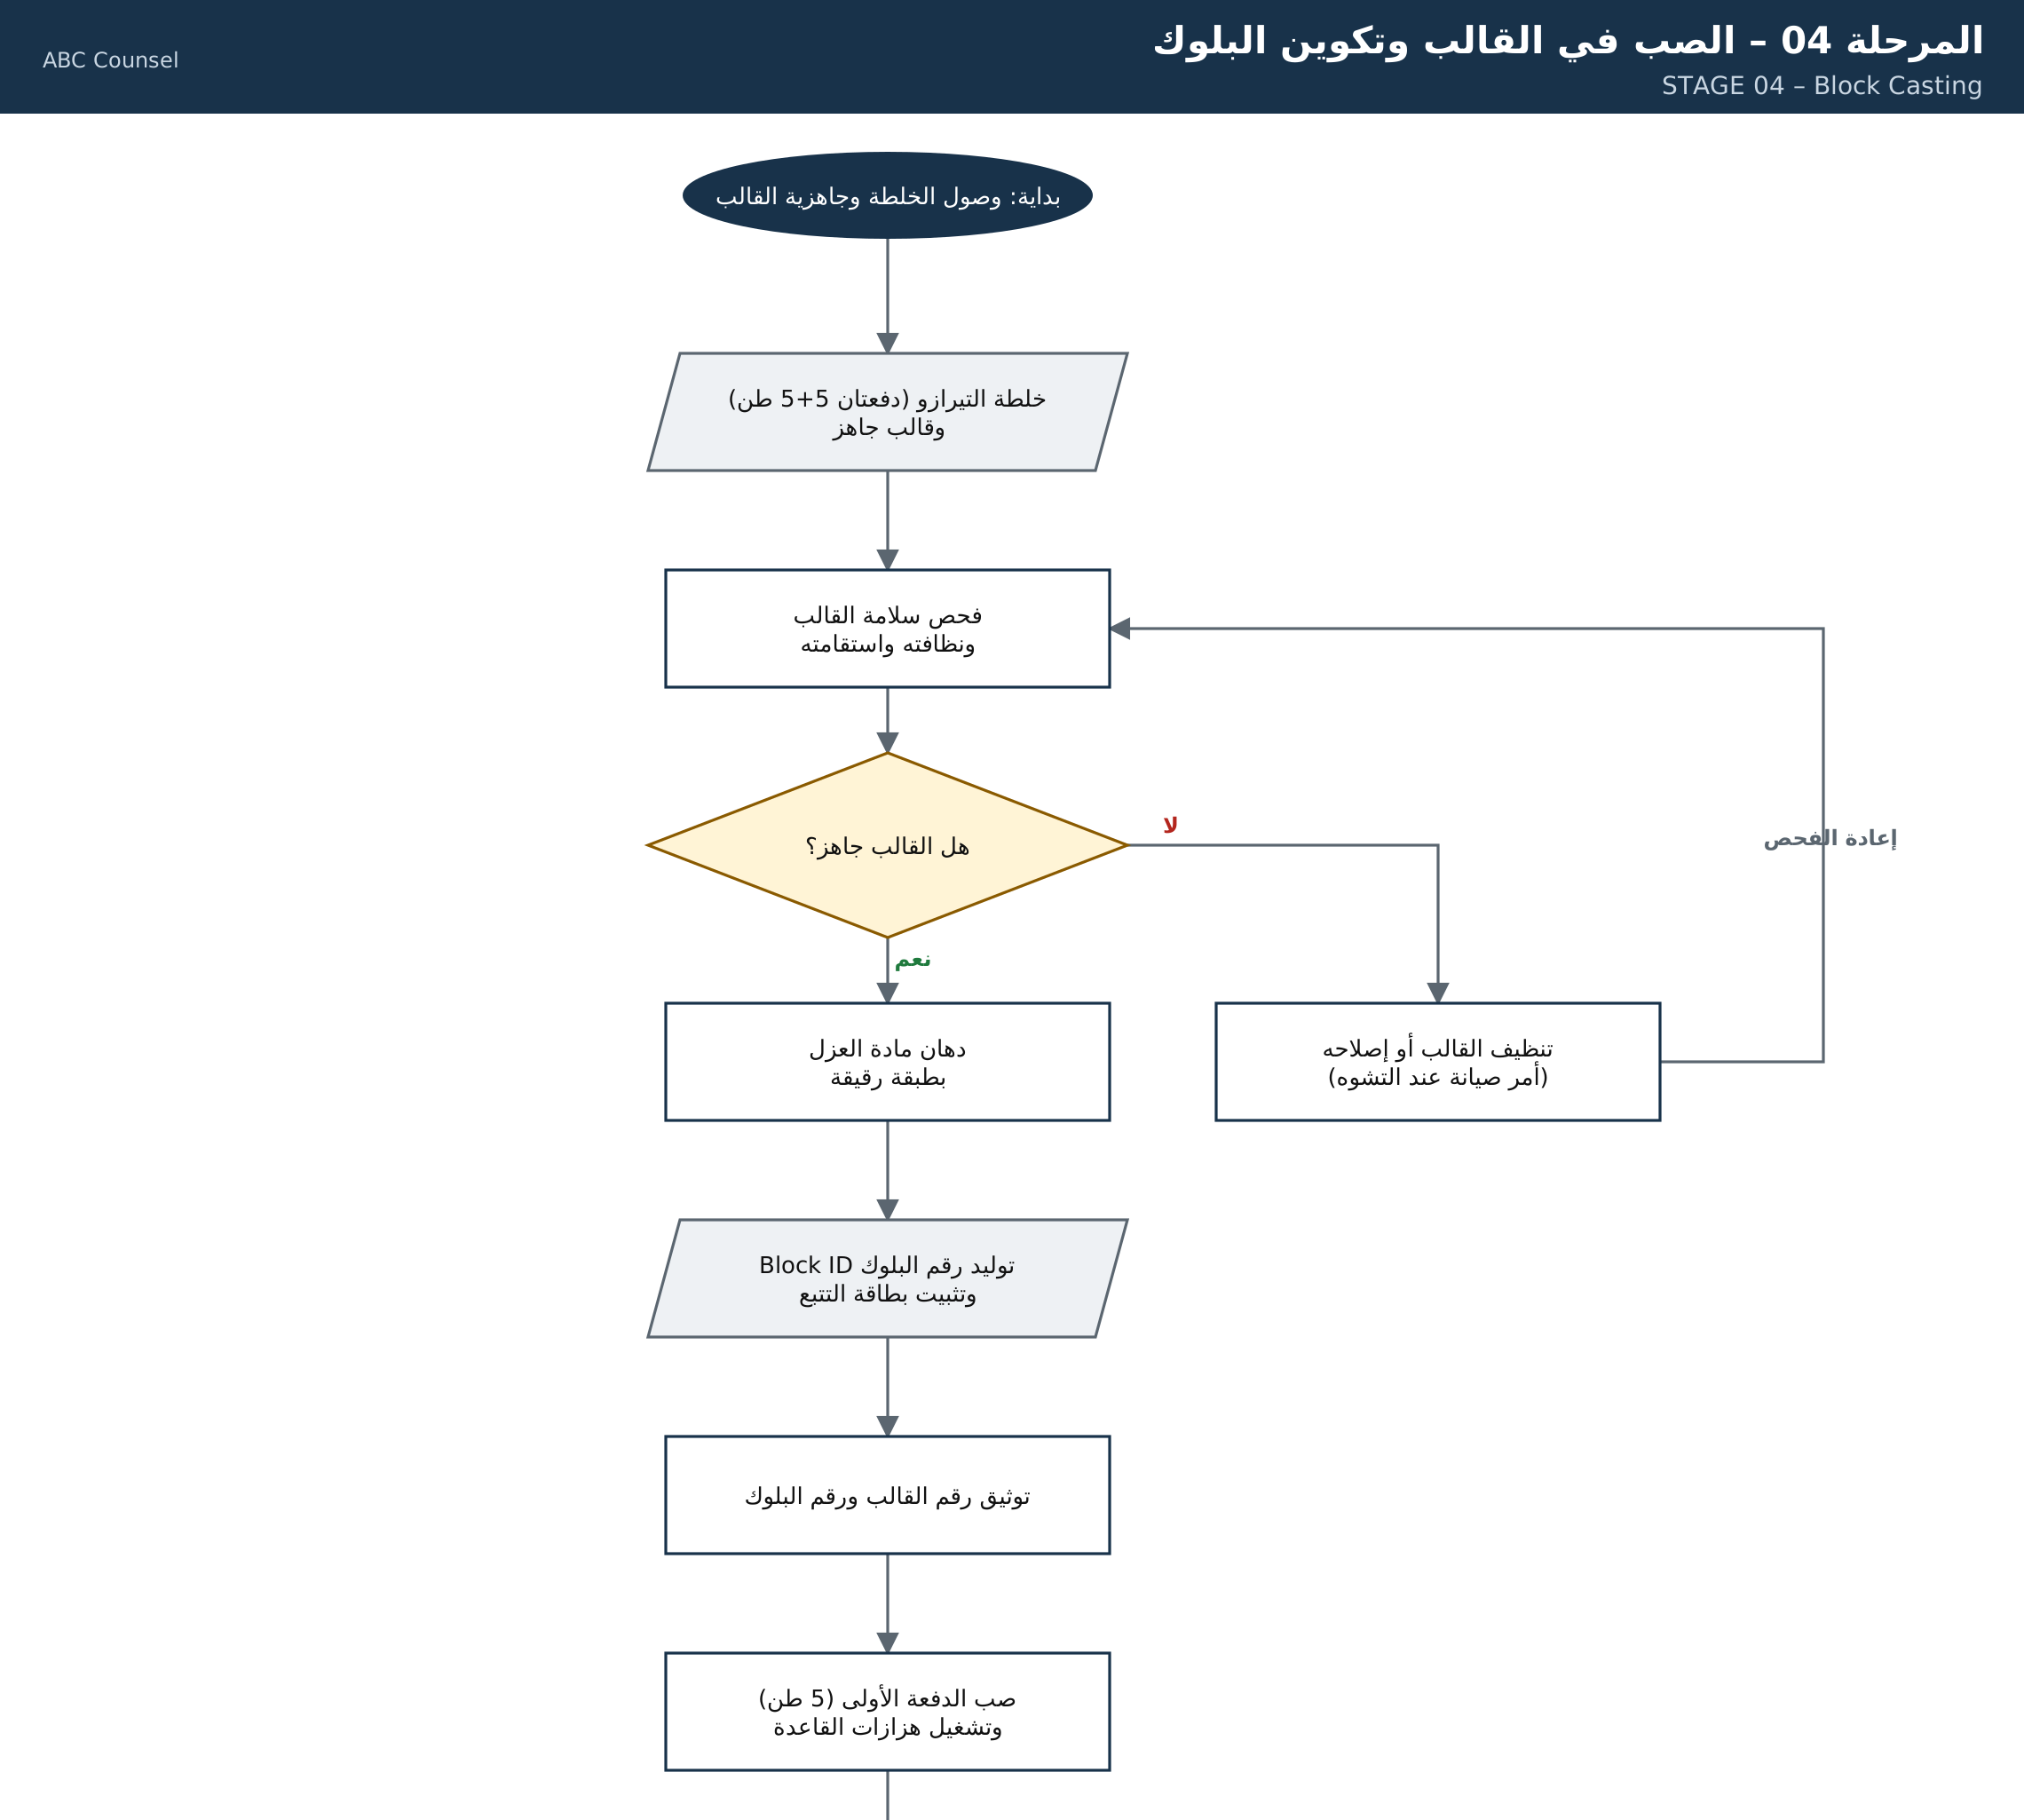 المرحلة 04 – الصب في القالب وتكوين البلوك
STAGE 04 – Block Casting
ABC Counsel
بداية: وصول الخلطة وجاهزية القالب
خلطة التيرازو (دفعتان 5+5 طن)
وقالب جاهز
فحص سلامة القالب
ونظافته واستقامته
هل القالب جاهز؟
لا
إعادة الفحص
نعم
دهان مادة العزل
بطبقة رقيقة
تنظيف القالب أو إصلاحه
(أمر صيانة عند التشوه)
توليد رقم البلوك Block ID
وتثبيت بطاقة التتبع
توثيق رقم القالب ورقم البلوك
صب الدفعة الأولى (5 طن)
وتشغيل هزازات القاعدة